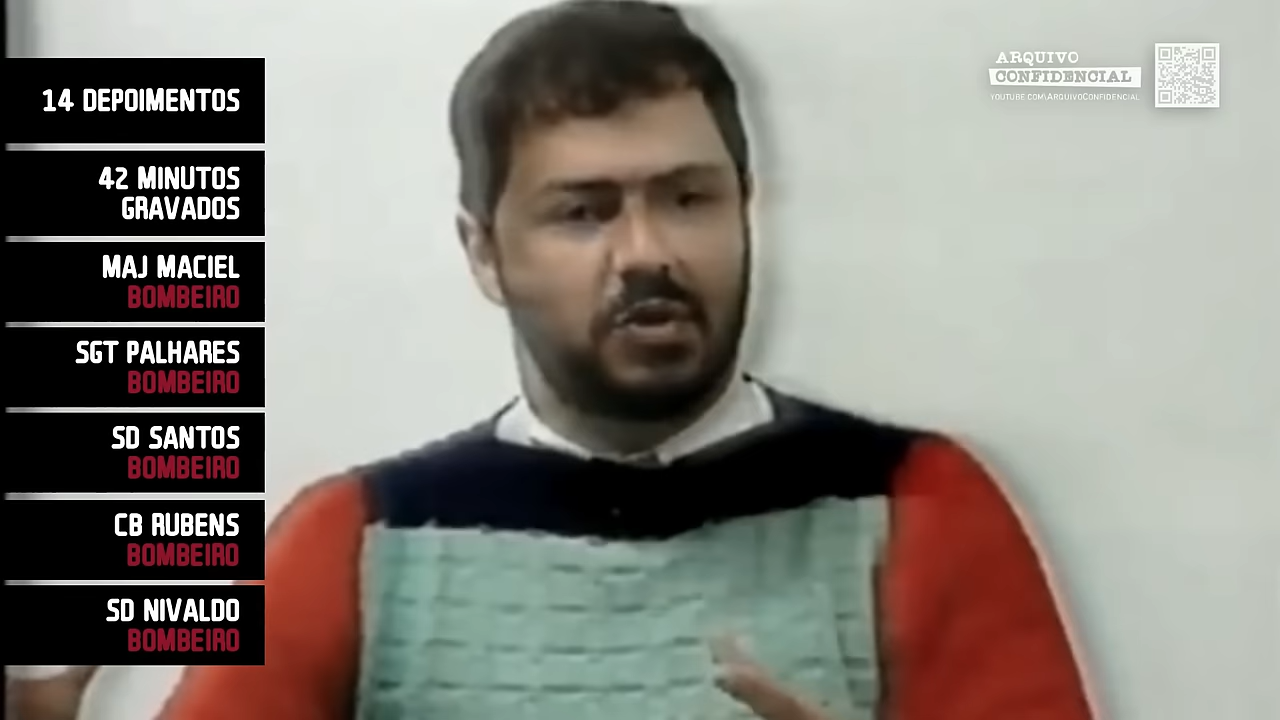 14 DEPOIMENTOS
42 MINUTOS
GRAVADOS
MAJ MACIEL
BOMBEIRO
SGT PALHARES
BOMBEIRO
SD SANTOS
BOMBEIRO
CB RUBENS
BOMBEIRO
SD NIVALDO
BOMBEIRO
ARQUIVO
CONFIDENCIAL
YOUTUBE.COM\ARQUIVOCONFIDENCIAL